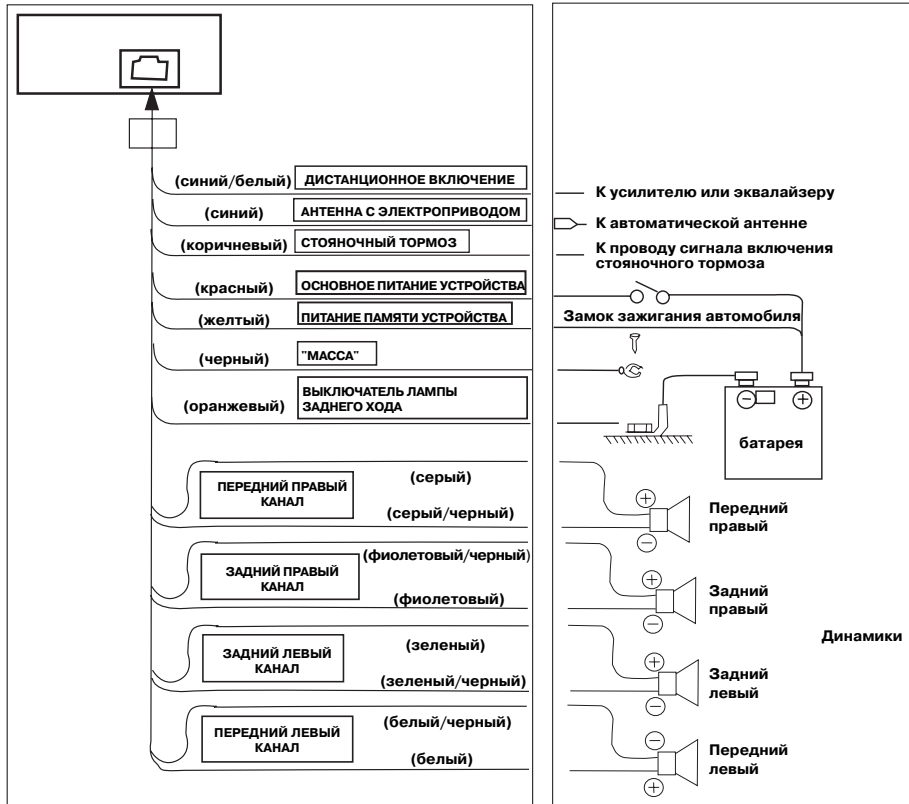 (синий/белый) ДИСТАНЦИОННОЕ ВКЛЮЧЕНИЕ
(синий) АНТЕННА С ЭЛЕКТРОПРИВОДОМ
(коричневый) СТОЯНОЧНЫЙ ТОРМОЗ
(красный) ОСНОВНОЕ ПИТАНИЕ УСТРОЙСТВА
(желтый) ПИТАНИЕ ПАМЯТИ УСТРОЙСТВА
(черный) "МАССА"
(оранжевый) ВЫКЛЮЧАТЕЛЬ ЛАМПЫ
ЗАДНЕГО ХОДА
(серый)
ПЕРЕДНИЙ ПРАВЫЙ
КАНАЛ
(серый/черный)
(фиолетовый/черный)
ЗАДНИЙ ПРАВЫЙ
КАНАЛ
(фиолетовый)
(зеленый)
ЗАДНИЙ ЛЕВЫЙ
КАНАЛ
(зеленый/черный)
(белый/черный)
ПЕРЕДНИЙ ЛЕВЫЙ
КАНАЛ
(белый)
К усилителю или эквалайзеру
К автоматической антенне
К проводу сигнала включения
стояночного тормоза
Замок зажигания автомобиля
− +
батарея
+
−
Передний
правый
+
−
Задний
правый
Динамики
+
−
Задний
левый
−
+
Передний
левый